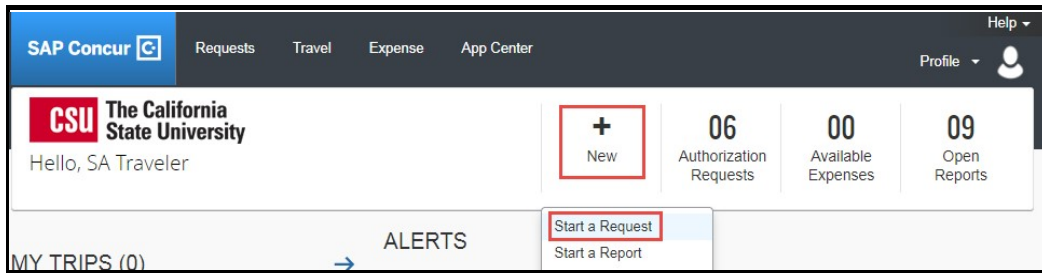 Help
SAP Concur C Requests Travel Expense App Center
Profile
CSU The California
State University
Hello, SA Traveler
+
New
06
Authorization
Requests
00
Available
Expenses
09
Open
Reports
Start a Request
Start a Report
ALERTS
MY TRIPS (0)